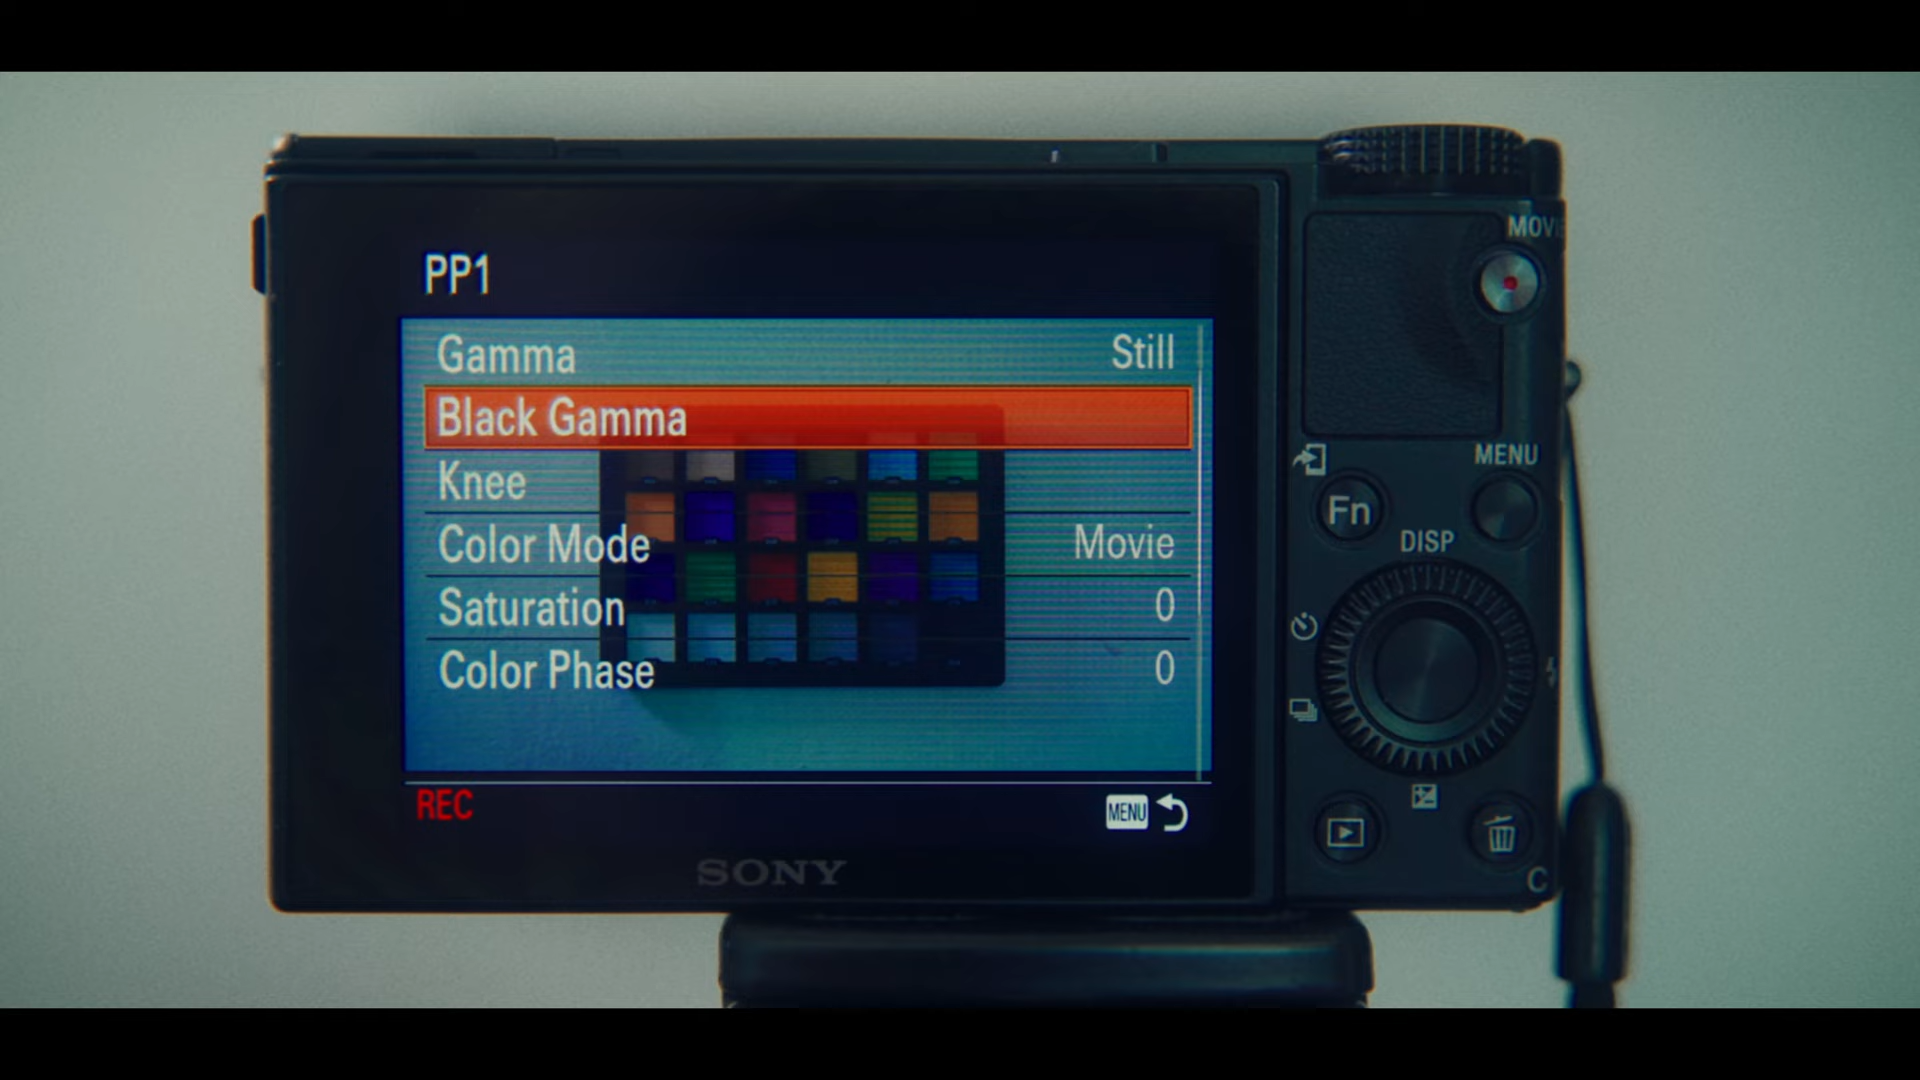 PP1
Gamma Still
Black Gamma
Knee
Color Mode Movie
Saturation 0
Color Phase 0
REC MENU
SONY
MOVI
MENU
Fn
DISP
C